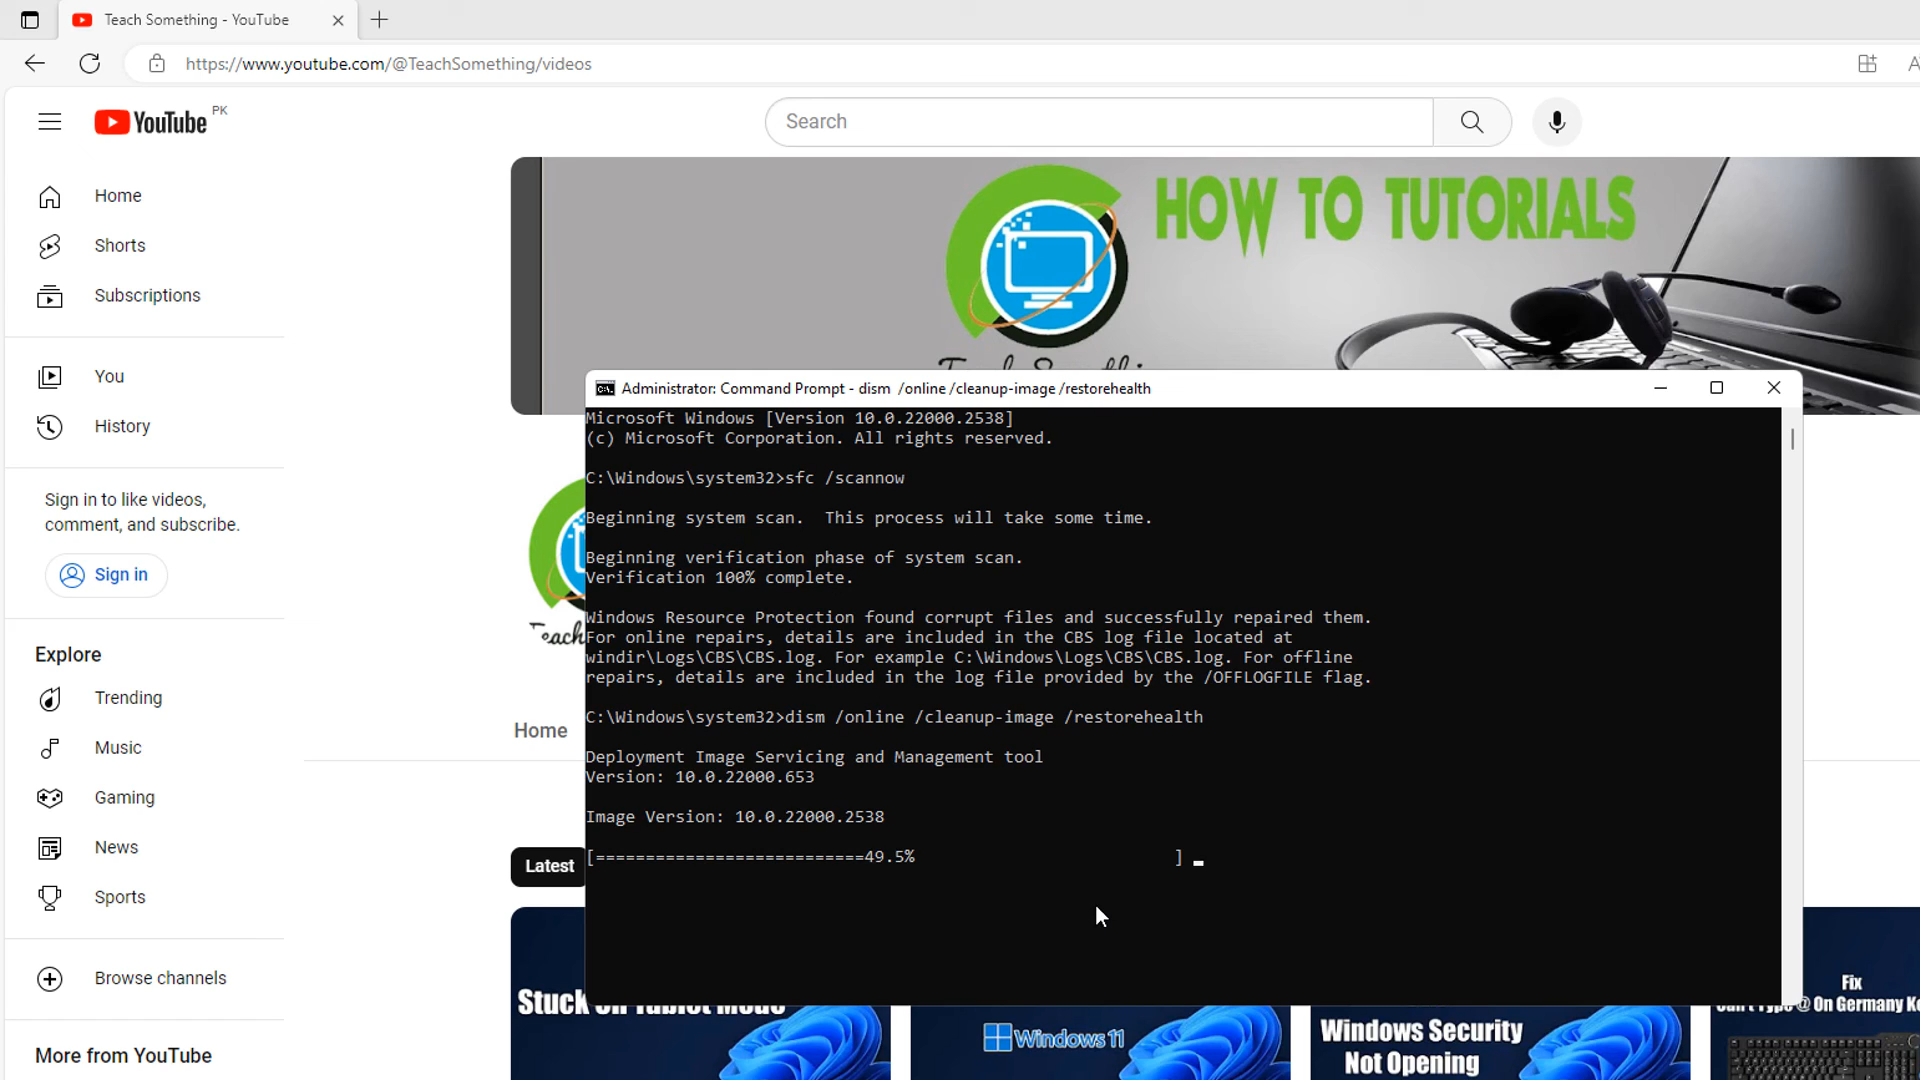 Teach Something - YouTube
https://www.youtube.com/@TeachSomething/videos
YouTube PK
Search
Home
Shorts
Subscriptions
You
History
Sign in to like videos,
comment, and subscribe.
Sign in
Explore
Trending
Music
Gaming
News
Sports
Browse channels
More from YouTube
HOW TO TUTORIALS
Teach Something
Teach
Home
Latest
Administrator: Command Prompt - dism  /online /cleanup-image /restorehealth
Microsoft Windows [Version 10.0.22000.2538]
(c) Microsoft Corporation. All rights reserved.
C:\Windows\system32>sfc /scannow
Beginning system scan.  This process will take some time.
Beginning verification phase of system scan.
Verification 100% complete.
Windows Resource Protection found corrupt files and successfully repaired them.
For online repairs, details are included in the CBS log file located at
windir\Logs\CBS\CBS.log. For example C:\Windows\Logs\CBS\CBS.log. For offline
repairs, details are included in the log file provided by the /OFFLOGFILE flag.
C:\Windows\system32>dism /online /cleanup-image /restorehealth
Deployment Image Servicing and Management tool
Version: 10.0.22000.653
Image Version: 10.0.22000.2538
[===========================49.5%                          ]
Stuck on Tablet Mode
Windows 11
Windows Security
Not Opening
Fix
Can't Type @ On Germany